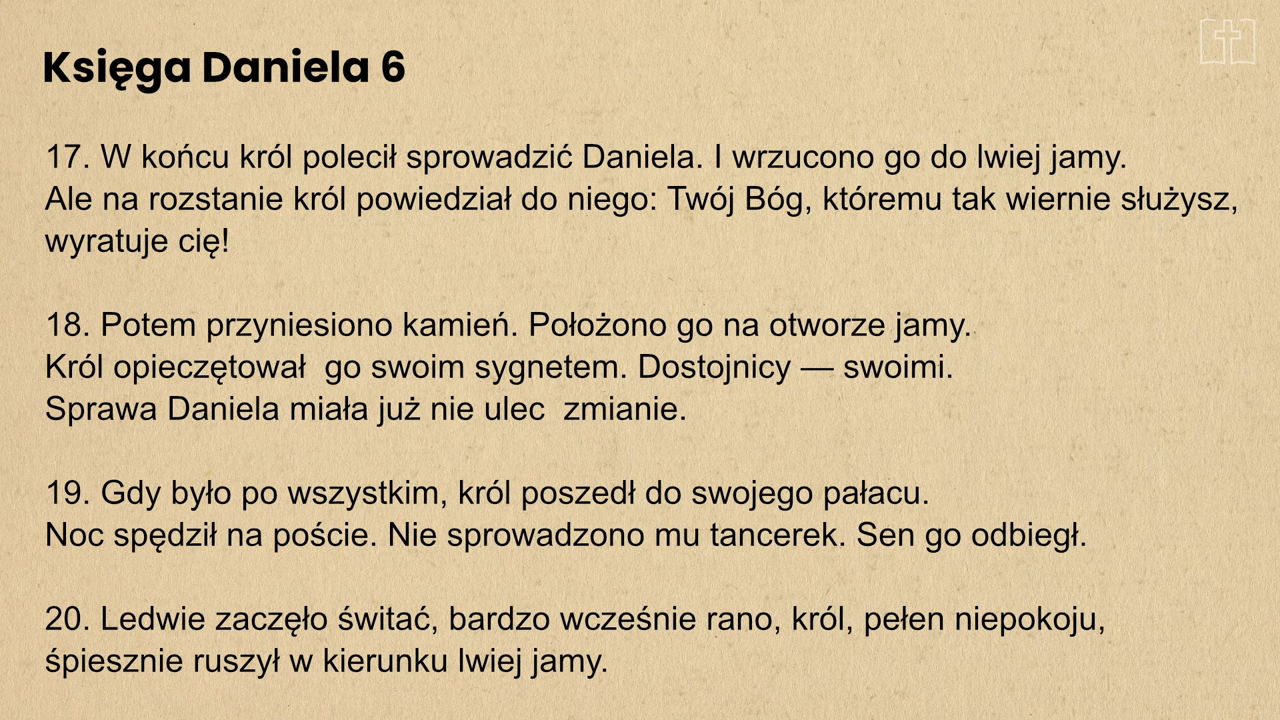 Księga Daniela 6
17. W końcu król polecił sprowadzić Daniela. I wrzucono go do lwiej jamy.
Ale na rozstanie król powiedział do niego: Twój Bóg, któremu tak wiernie służysz,
wyratuje cię!
18. Potem przyniesiono kamień. Położono go na otworze jamy.
Król opieczętował  go swoim sygnetem. Dostojnicy — swoimi.
Sprawa Daniela miała już nie ulec  zmianie.
19. Gdy było po wszystkim, król poszedł do swojego pałacu.
Noc spędził na poście. Nie sprowadzono mu tancerek. Sen go odbiegł.
20. Ledwie zaczęło świtać, bardzo wcześnie rano, król, pełen niepokoju,
śpiesznie ruszył w kierunku lwiej jamy.